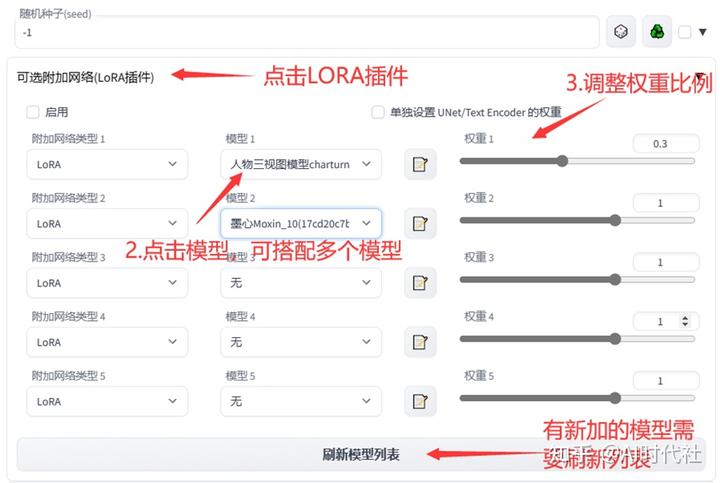 随机种子(seed)
-1
可选附加网络(LoRA插件)
点击LORA插件
3.调整权重比例
启用
单独设置 UNet/Text Encoder 的权重
附加网络类型 1
模型 1
权重 1
0.3
LoRA
人物三视图模型charturn
附加网络类型 2
模型 2
权重 2
1
LoRA
墨心Moxin_10(17cd20c7b
2.点击模型，可搭配多个模型
附加网络类型 3
模型 3
权重 3
1
LoRA
无
附加网络类型 4
模型 4
权重 4
1
LoRA
无
附加网络类型 5
模型 5
权重 5
1
LoRA
无
有新加的模型需
要刷新列表
刷新模型列表
知乎 @AI时代社